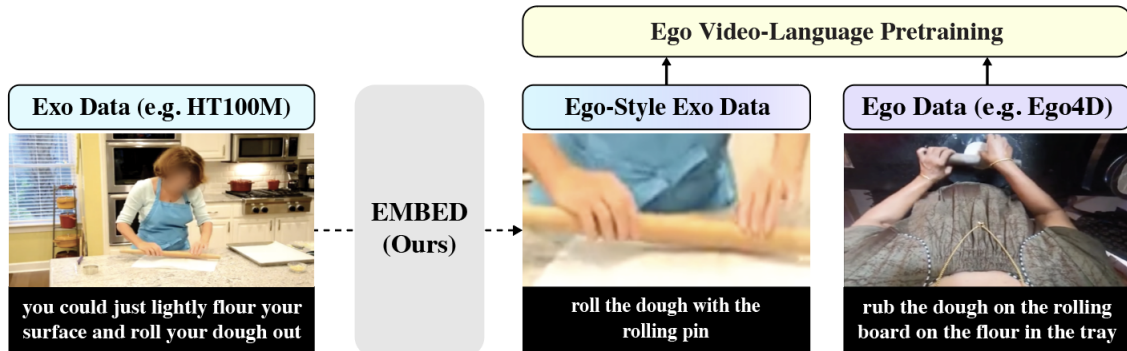 Ego Video-Language Pretraining
Exo Data (e.g. HT100M)
Ego-Style Exo Data
Ego Data (e.g. Ego4D)
EMBED
(Ours)
you could just lightly flour your
surface and roll your dough out
roll the dough with the
rolling pin
rub the dough on the rolling
board on the flour in the tray